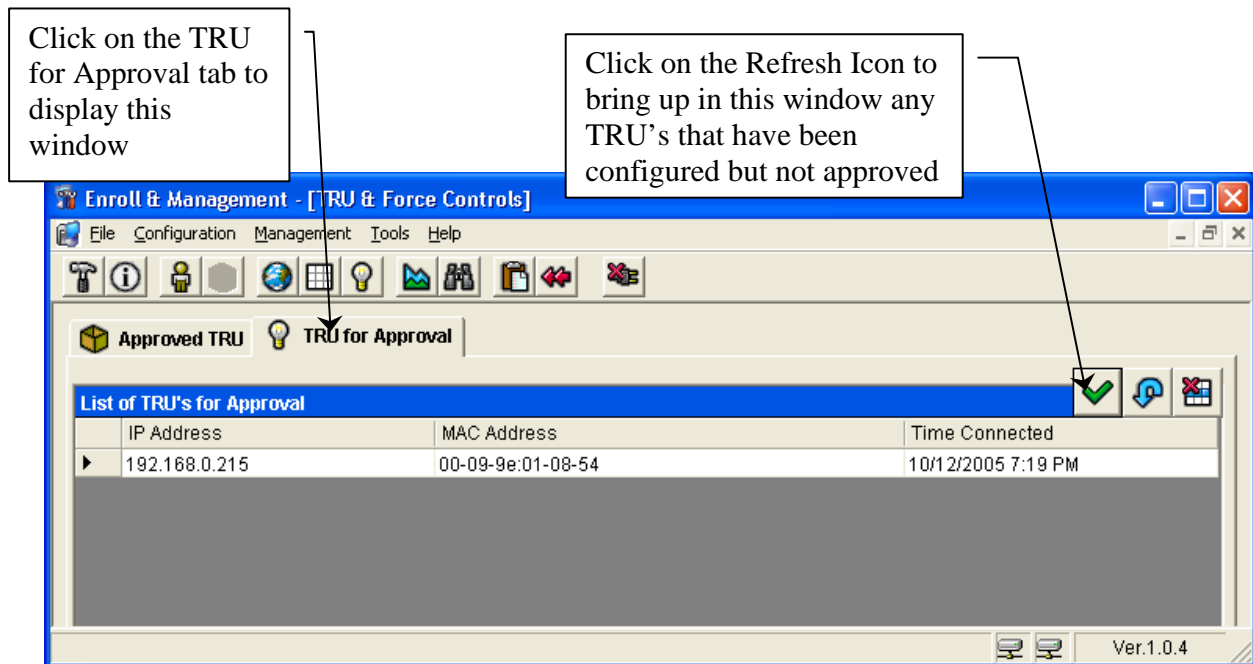 Click on the TRU
for Approval tab to
display this
window
Click on the Refresh Icon to
bring up in this window any
TRU’s that have been
configured but not approved
Enroll & Management - [TRU & Force Controls]
File Configuration Management Tools Help
Approved TRU TRU for Approval
List of TRU's for Approval
IP Address MAC Address Time Connected
192.168.0.215 00-09-9e:01-08-54 10/12/2005 7:19 PM
Ver.1.0.4